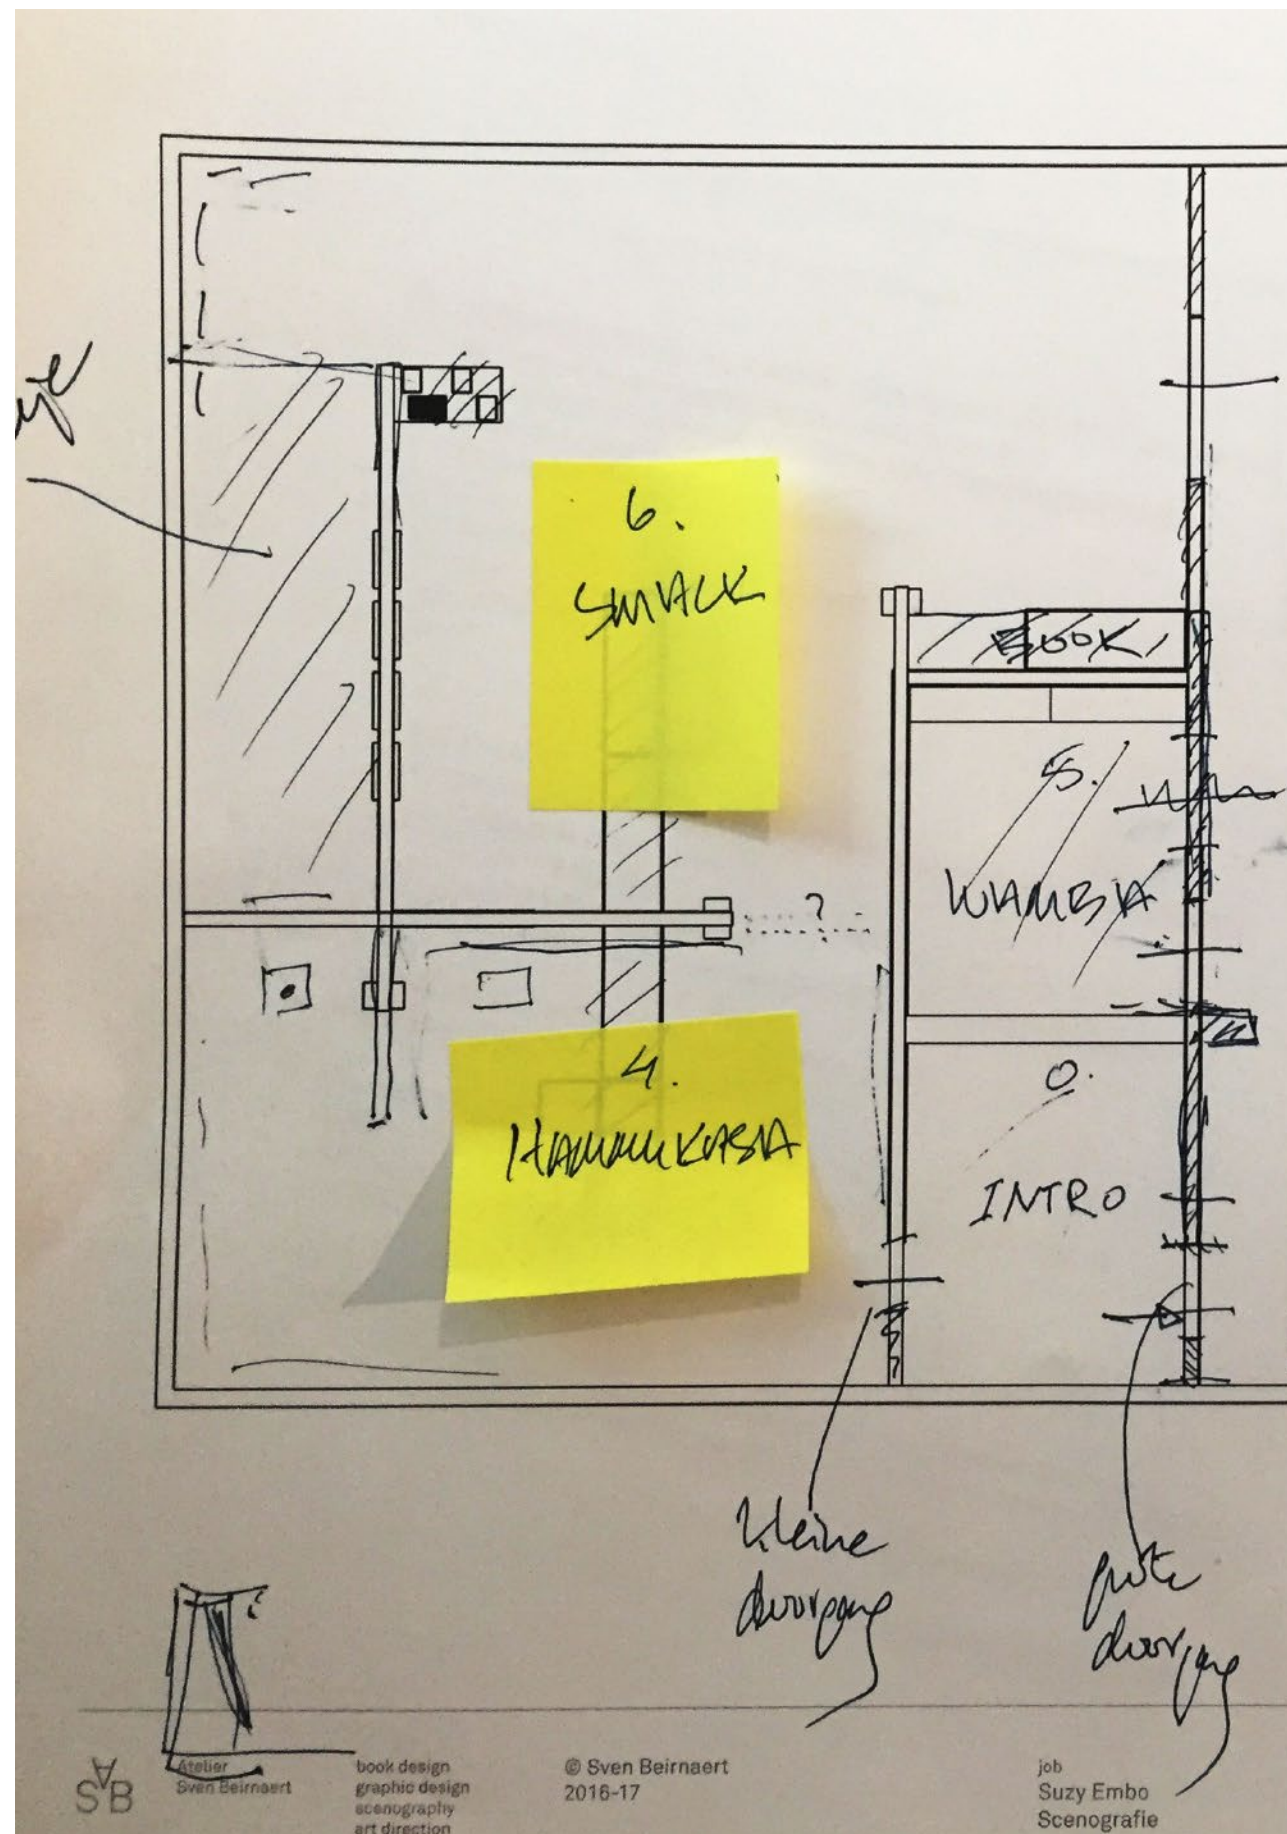 6.
SMACK
BOOK
5.
WAMBA
?
4.
0.
INTRO
kleine
doorgang
grote
doorgang
SAB
Atelier
Sven Beirnaert
book design
graphic design
scenography
art direction
© Sven Beirnaert
2016-17
job
Suzy Embo
Scenografie